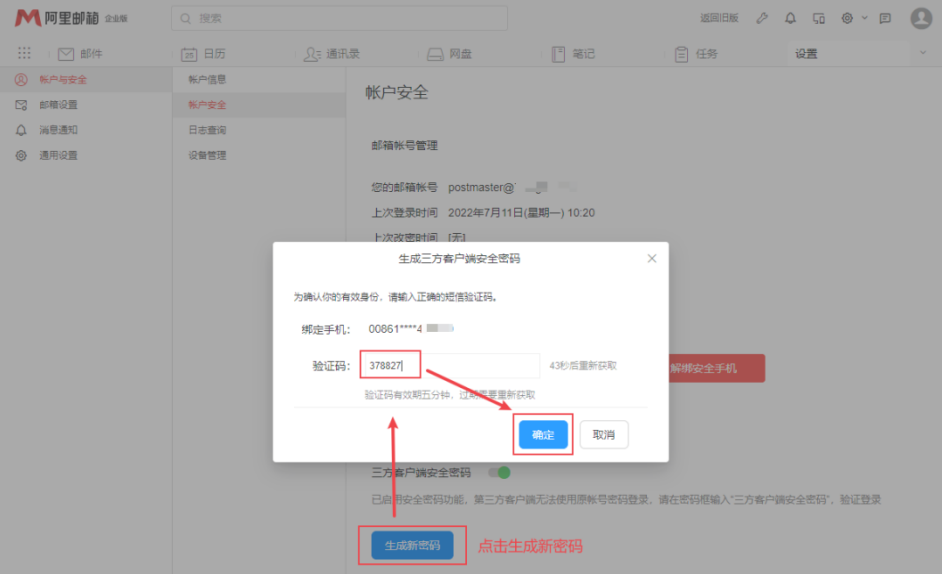 阿里邮箱 企业版
搜索
返回旧版
邮件
25 日历
通讯录
网盘
笔记
任务
设置
帐户与安全
邮箱设置
消息通知
通用设置
帐户信息
帐户安全
日志查询
设备管理
帐户安全
邮箱帐号管理
您的邮箱帐号 postmaster@
上次登录时间 2022年7月11日(星期一) 10:20
上次改密时间 [无]
生成三方客户端安全密码
为确认你的有效身份，请输入正确的短信验证码。
绑定手机： 00861****4
验证码： 378827
43秒后重新获取
验证码有效期五分钟，过期需要重新获取
确定
取消
解绑安全手机
三方客户端安全密码
已启用安全密码功能，第三方客户端无法使用原帐号密码登录，请在密码框输入“三方客户端安全密码”，验证登录
生成新密码
点击生成新密码